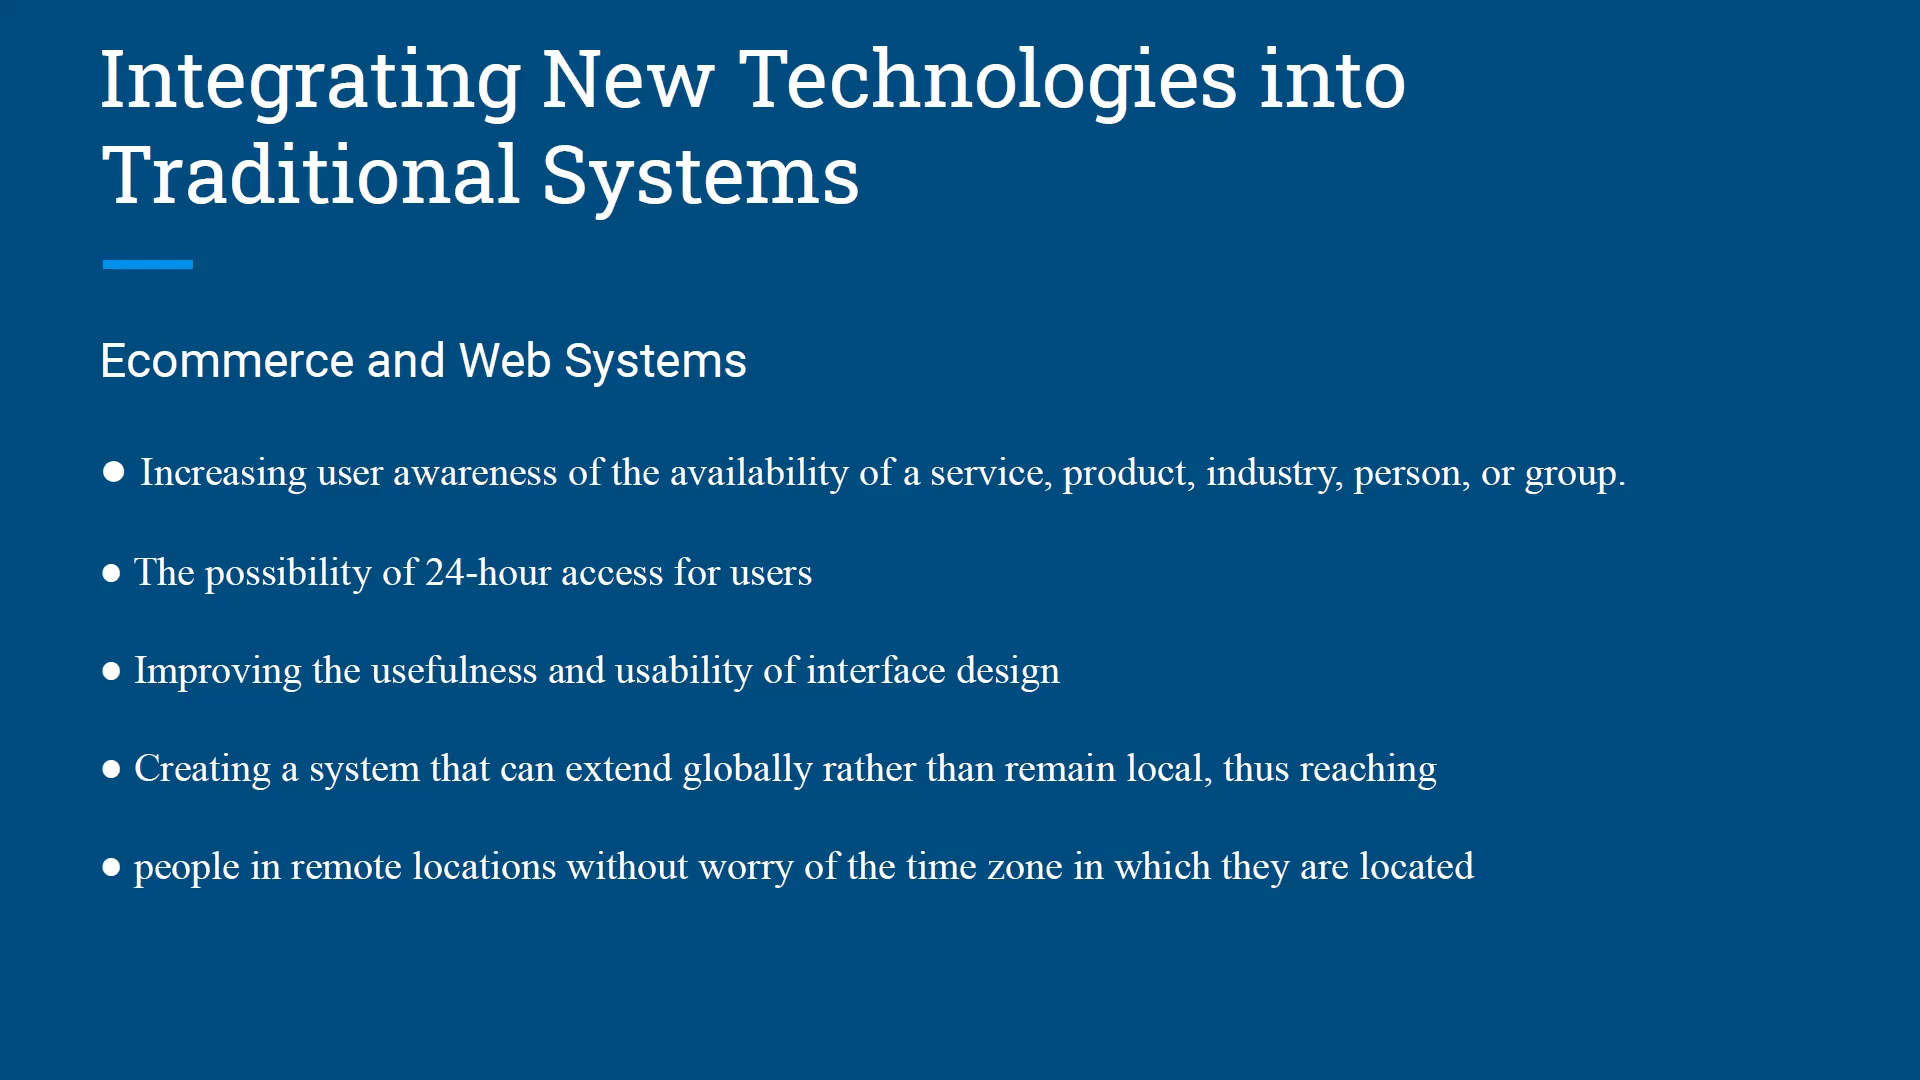 Integrating New Technologies into
Traditional Systems
Ecommerce and Web Systems
● Increasing user awareness of the availability of a service, product, industry, person, or group.
● The possibility of 24-hour access for users
● Improving the usefulness and usability of interface design
● Creating a system that can extend globally rather than remain local, thus reaching
● people in remote locations without worry of the time zone in which they are located